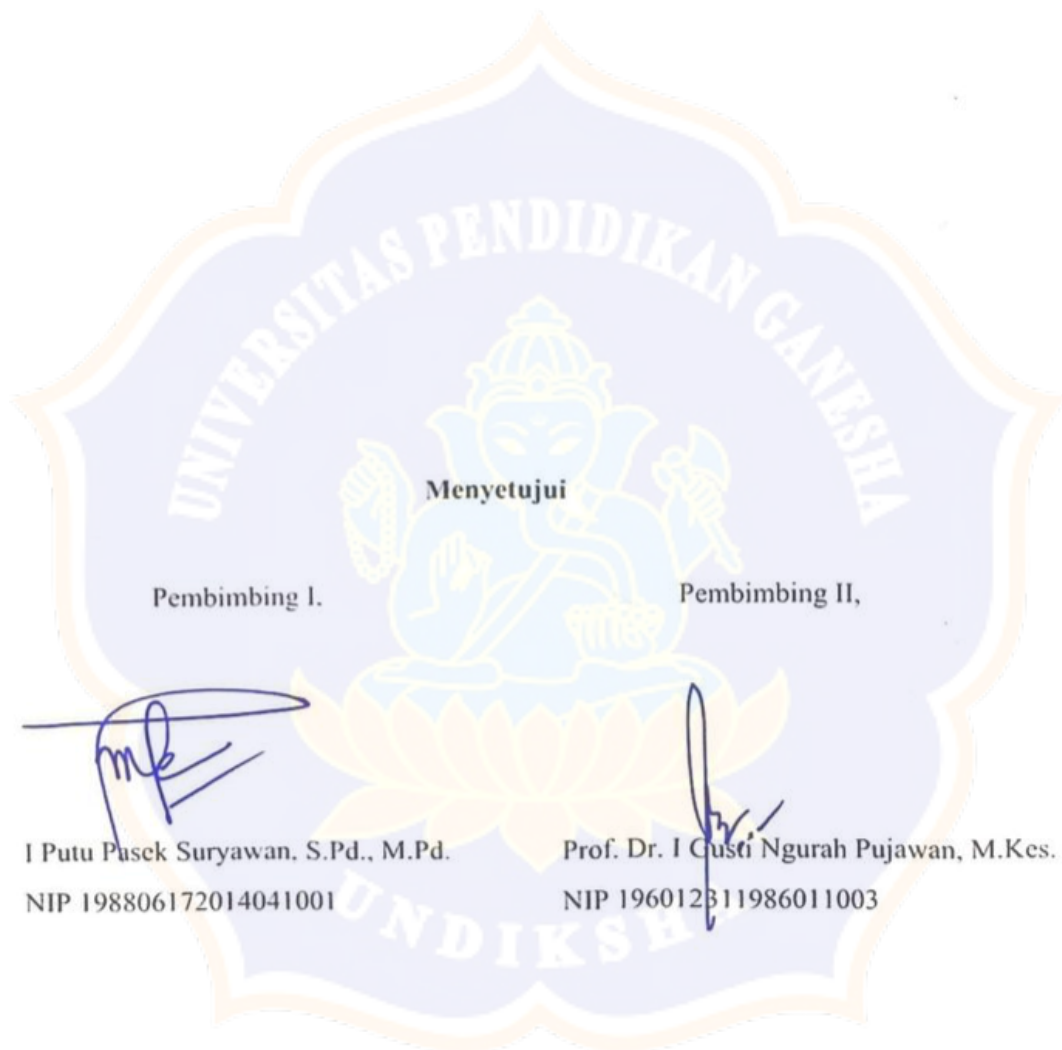 UNIVERSITAS PENDIDIKAN GANESHA
Menyetujui
Pembimbing I.
Pembimbing II,
I Putu Pasek Suryawan, S.Pd., M.Pd.
Prof. Dr. I Gusti Ngurah Pujawan, M.Kes.
NIP 198806172014041001
NIP 196012311986011003
UNDIKSHA